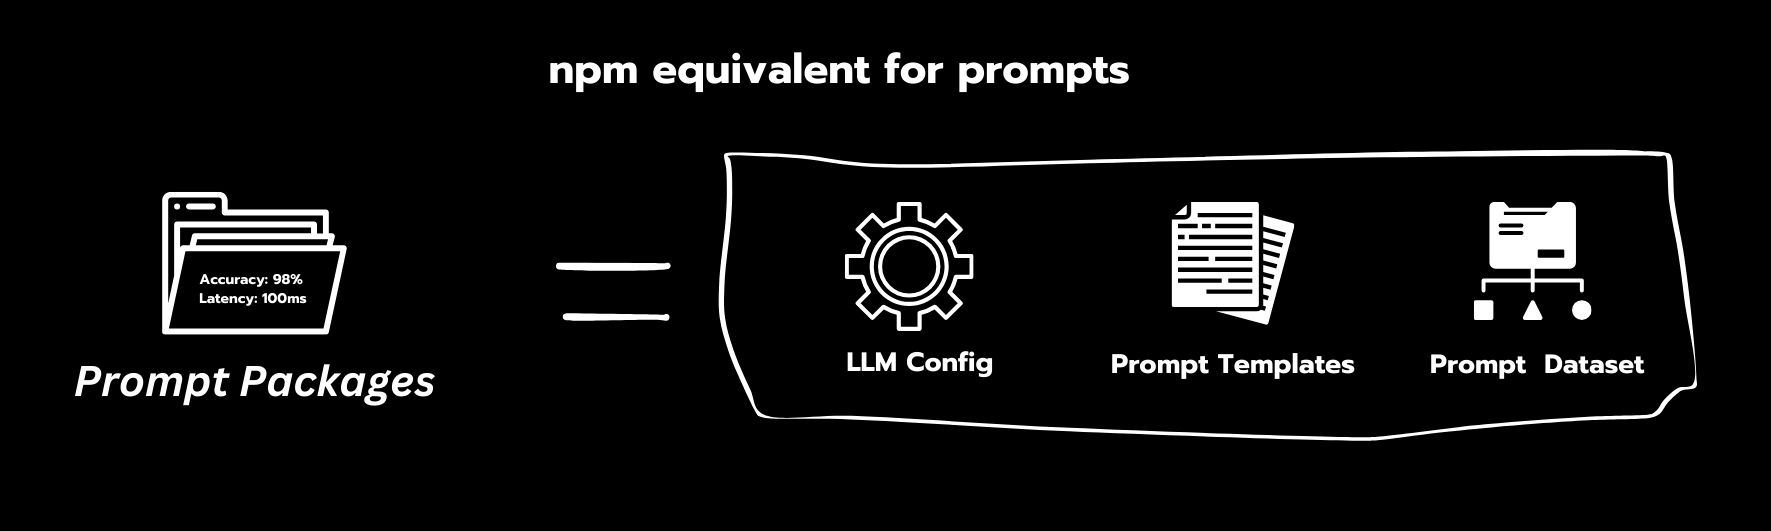 npm equivalent for prompts
Accuracy: 98%
Latency: 100ms
Prompt Packages
LLM Config
Prompt Templates
Prompt Dataset